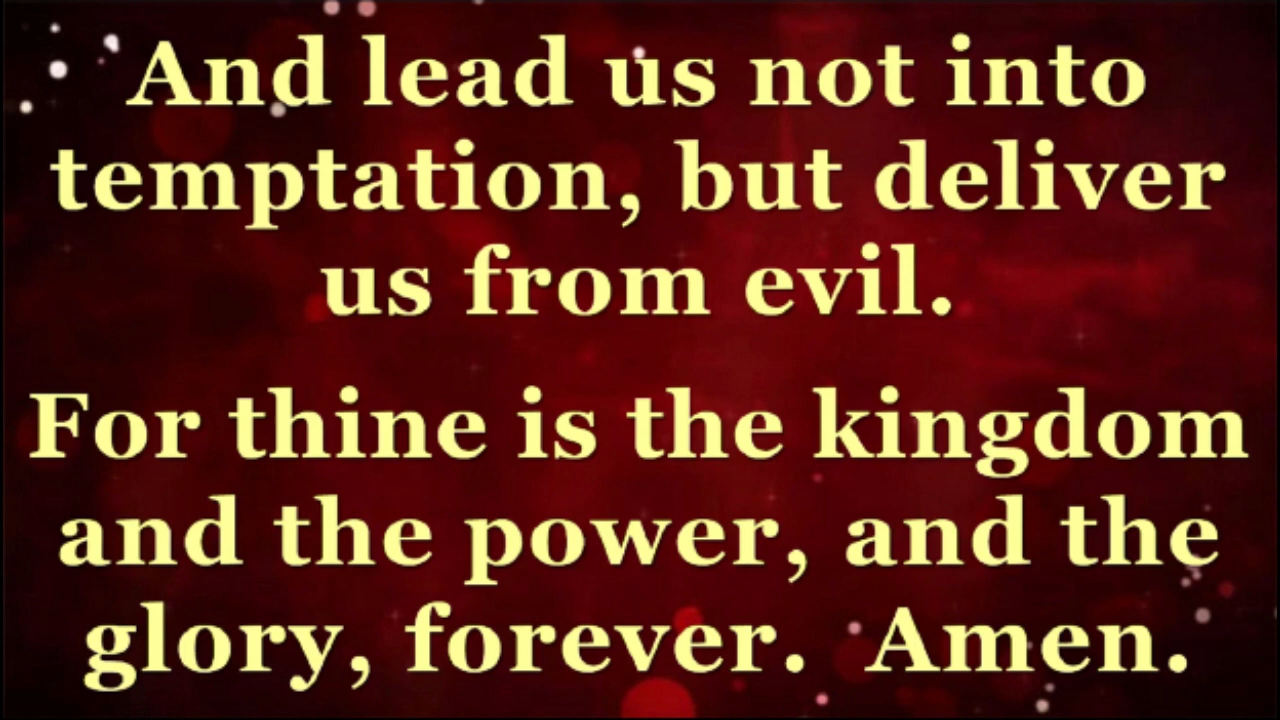 And lead us not into
temptation, but deliver
us from evil.
For thine is the kingdom
and the power, and the
glory, forever.  Amen.